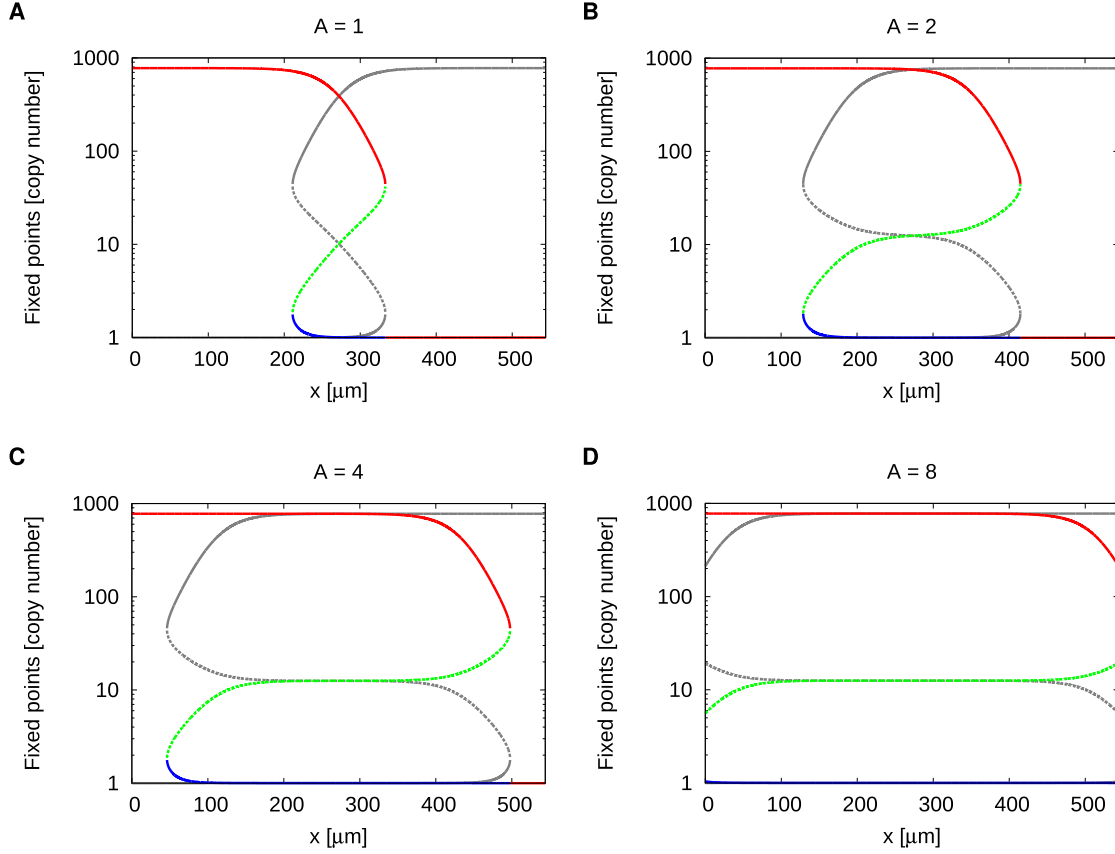 A
A = 1
Fixed points [copy number]
1000
100
10
1
0 100 200 300 400 500
x [μm]
B
A = 2
Fixed points [copy number]
1000
100
10
1
0 100 200 300 400 500
x [μm]
C
A = 4
Fixed points [copy number]
1000
100
10
1
0 100 200 300 400 500
x [μm]
D
A = 8
Fixed points [copy number]
1000
100
10
1
0 100 200 300 400 500
x [μm]